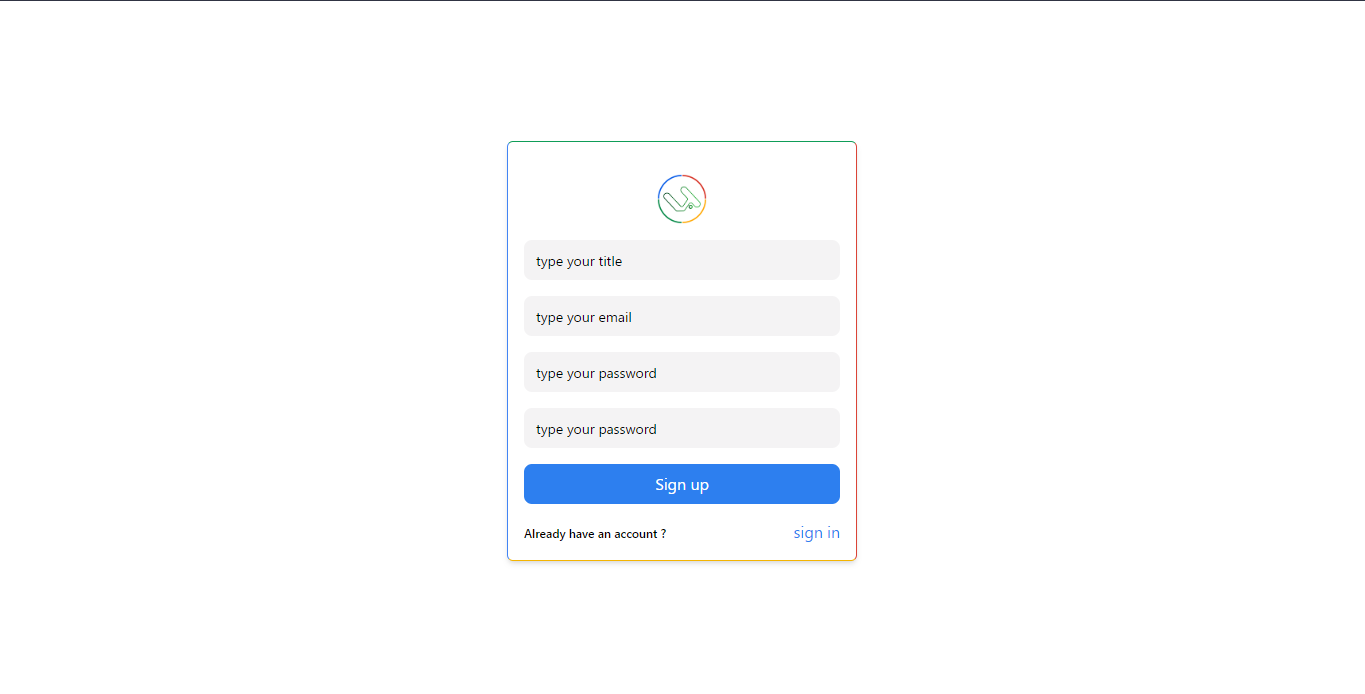 type your title
type your email
type your password
type your password
Sign up
Already have an account ? sign in